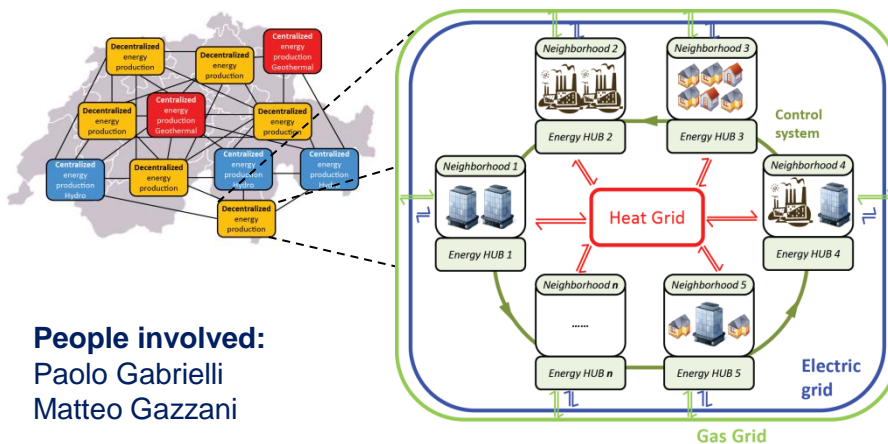 Decentralized
energy
production
Decentralized
energy
production
Centralized
energy
production
Geothermal
Decentralized
energy
production
Centralized
energy
production
Geothermal
Decentralized
energy
production
Centralized
energy
production
Hydro
Decentralized
energy
production
Centralized
energy
production
Hydro
Centralized
energy
production
Hydro
Decentralized
energy
production
People involved:
Paolo Gabrielli
Matteo Gazzani
Neighborhood 2
Energy HUB 2
Neighborhood 3
Energy HUB 3
Control
system
Neighborhood 1
Energy HUB 1
Heat Grid
Neighborhood 4
Energy HUB 4
Neighborhood n
......
Energy HUB n
Neighborhood 5
Energy HUB 5
Electric
grid
Gas Grid